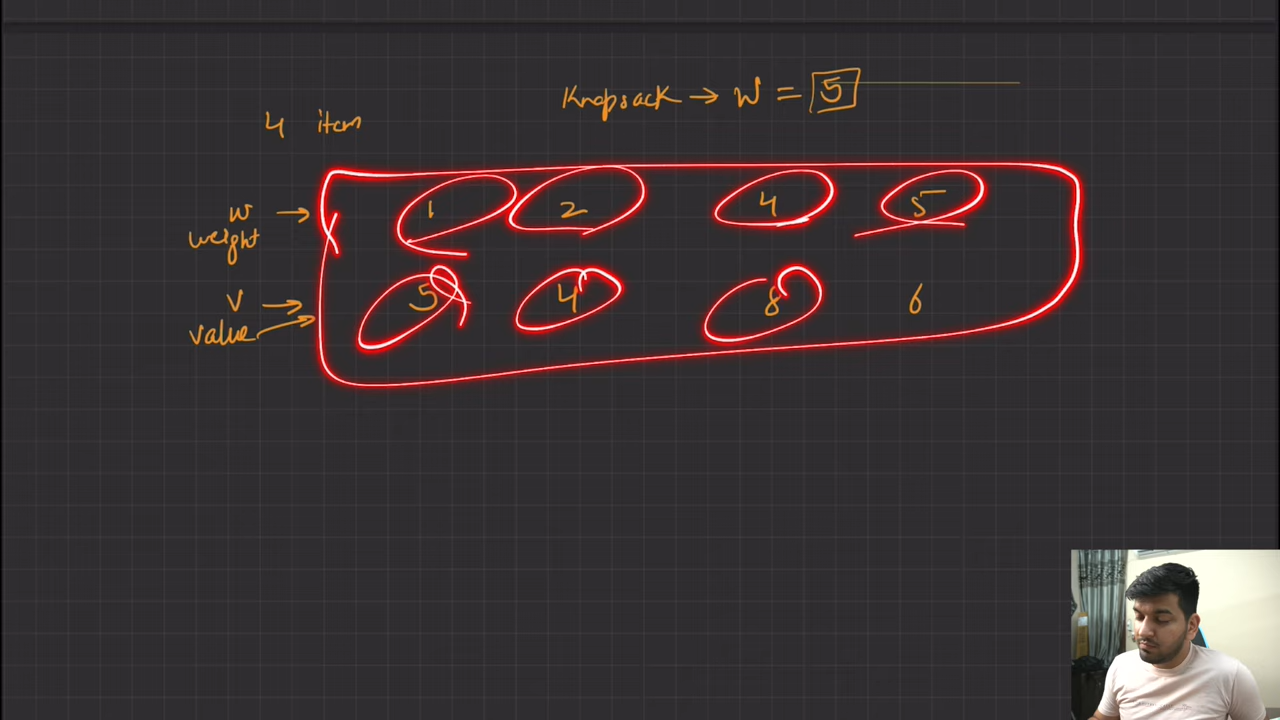 Knapsack → W = 5
4 item
w → 1 2 4 5
weight
v → 5 4 8 6
value →